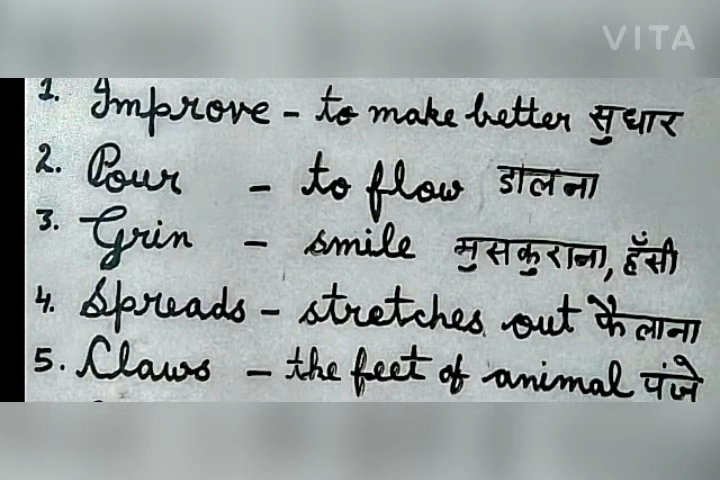 VITA
1. Improve - to make better सुधार
2. Pour - to flow डालना
3. Grin - smile मुसकुराना, हँसी
4. Spreads - stretches out फैलाना
5. Claws - the feet of animal पंजे